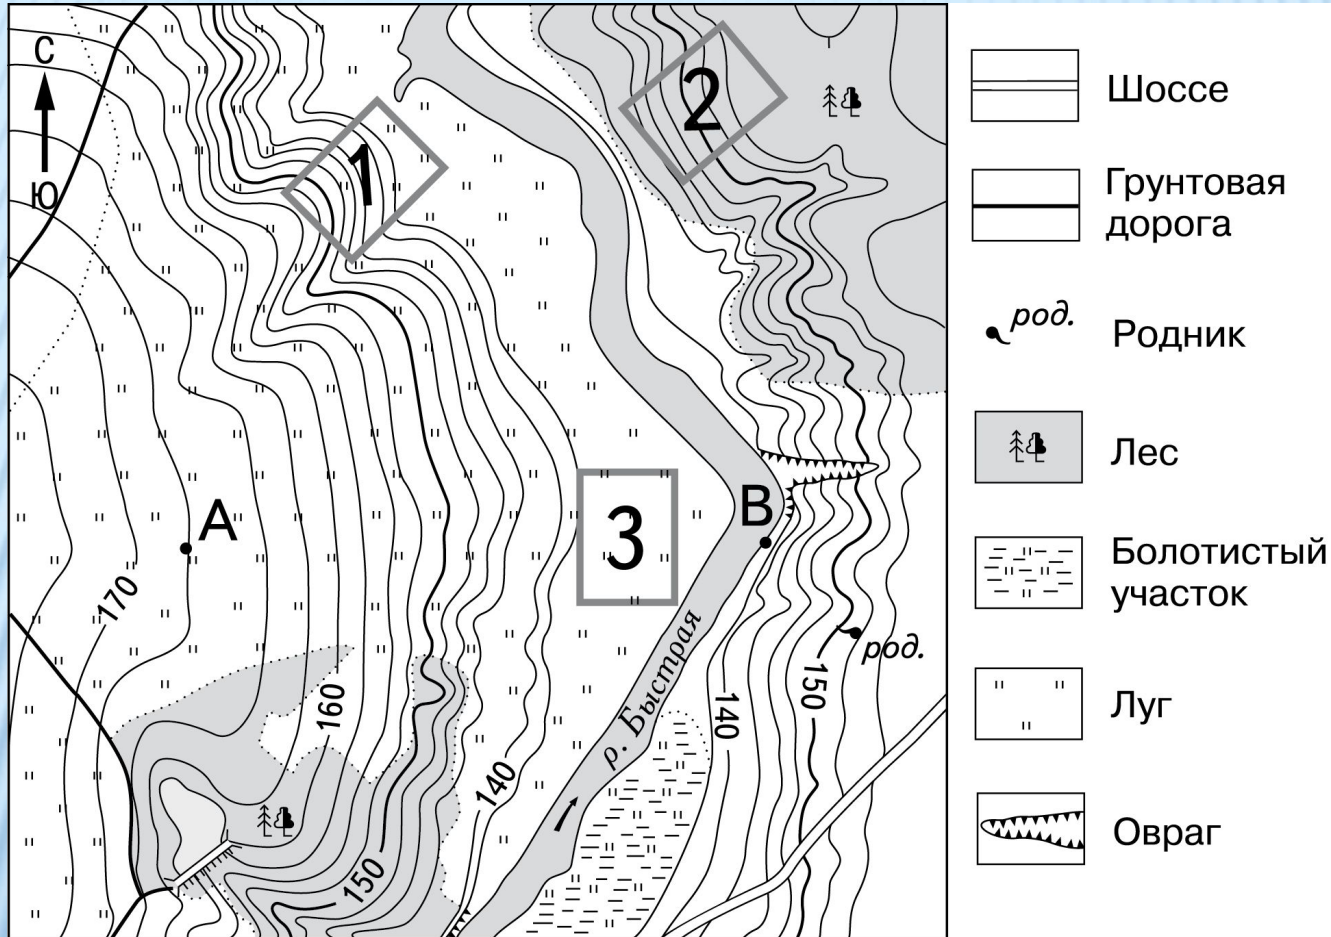 С
Ю
1
2
3
А
В
170
160
150
140
р. Быстрая
140
150
род.
Шоссе
Грунтовая
дорога
род.
Родник
Лес
Болотистый
участок
Луг
Овраг